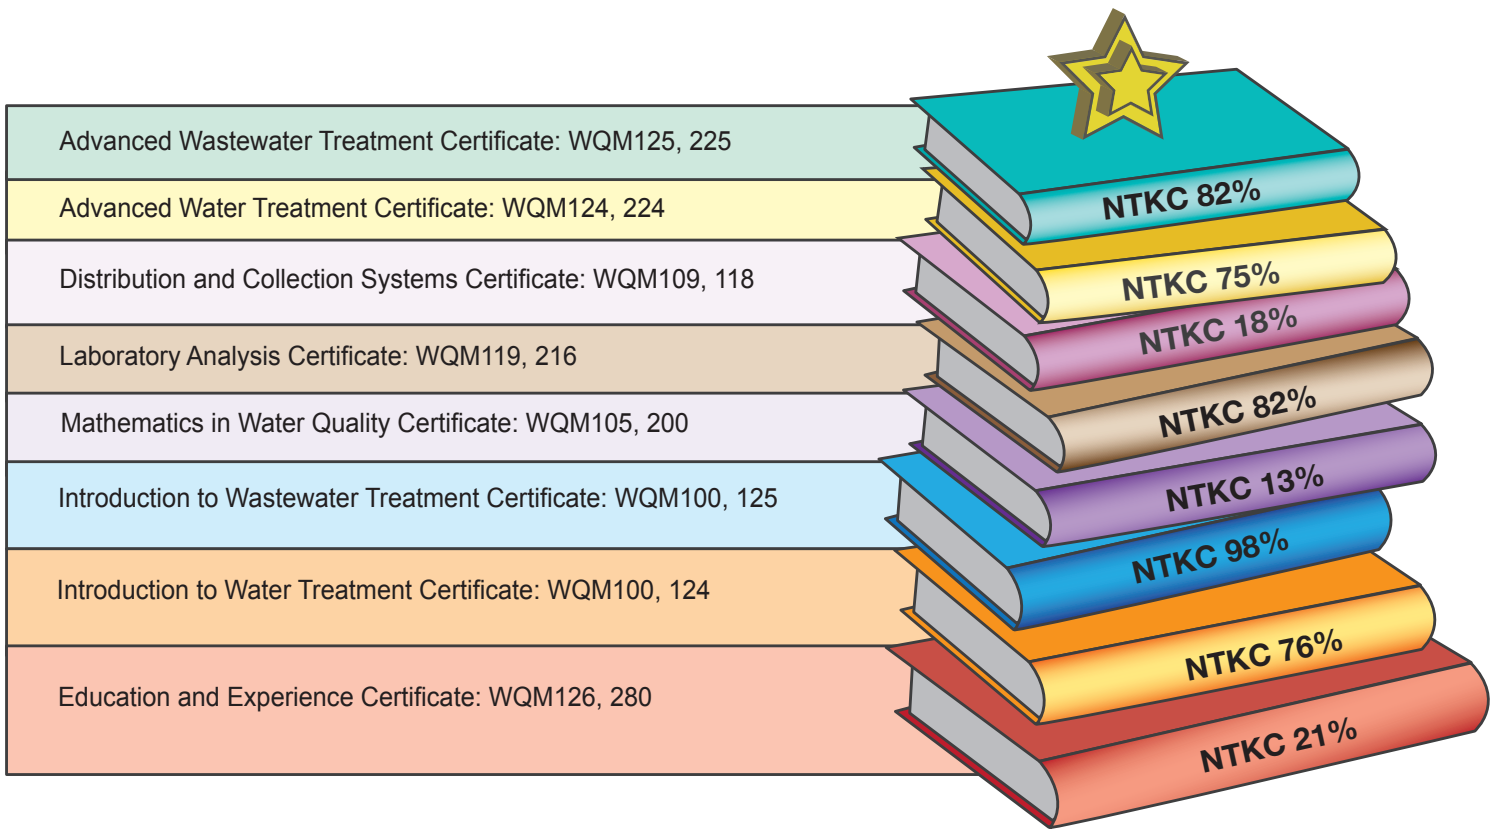 Advanced Wastewater Treatment Certificate: WQM125, 225
NTKC 82%
Advanced Water Treatment Certificate: WQM124, 224
NTKC 75%
Distribution and Collection Systems Certificate: WQM109, 118
NTKC 18%
Laboratory Analysis Certificate: WQM119, 216
NTKC 82%
Mathematics in Water Quality Certificate: WQM105, 200
NTKC 13%
Introduction to Wastewater Treatment Certificate: WQM100, 125
NTKC 98%
Introduction to Water Treatment Certificate: WQM100, 124
NTKC 76%
Education and Experience Certificate: WQM126, 280
NTKC 21%